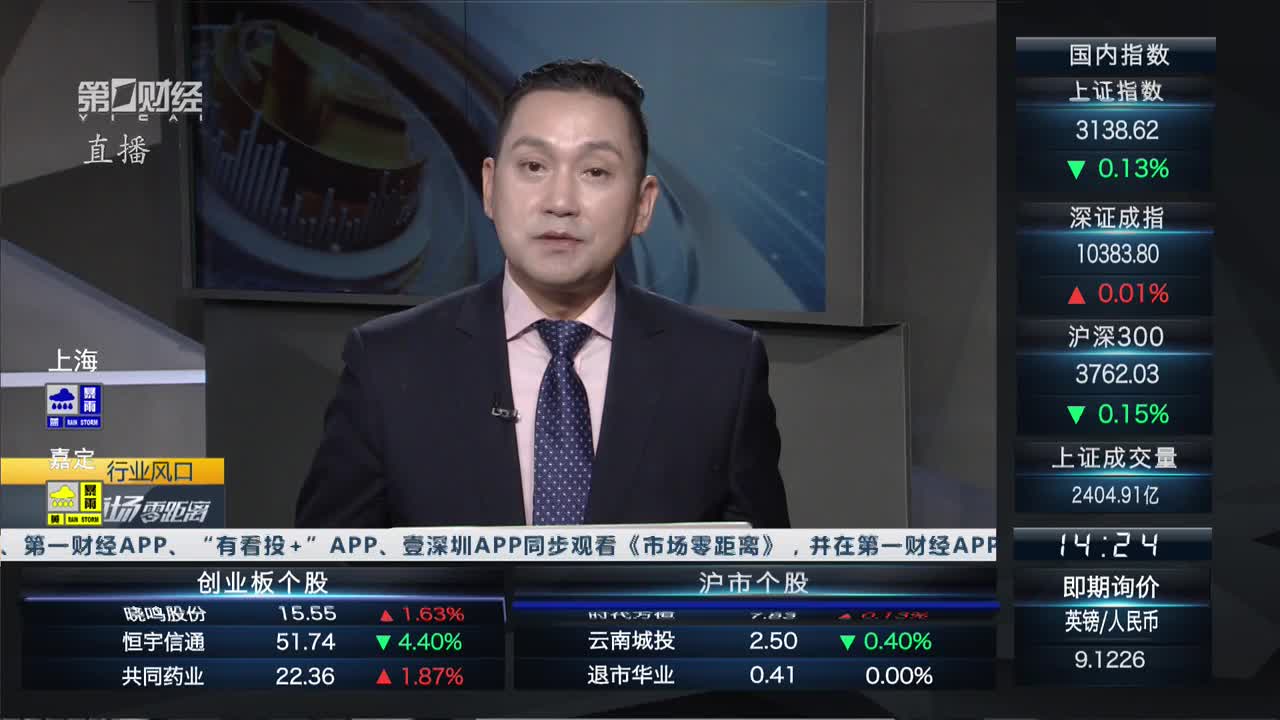 第一财经
YICAI
直播
上海
暴雨
RAIN STORM
嘉定
行业风口
暴雨
黄 RAIN STORM
市场零距离
、第一财经APP、“有看投+”APP、壹深圳APP同步观看《市场零距离》，并在第一财经APP
创业板个股
晓鸣股份 15.55 ▲ 1.63%
恒宇信通 51.74 ▼ 4.40%
共同药业 22.36 ▲ 1.87%
沪市个股
云南城投 2.50 ▼ 0.40%
退市华业 0.41 0.00%
国内指数
上证指数
3138.62
▼ 0.13%
深证成指
10383.80
▲ 0.01%
沪深300
3762.03
▼ 0.15%
上证成交量
2404.91亿
14:24
即期询价
英镑/人民币
9.1226